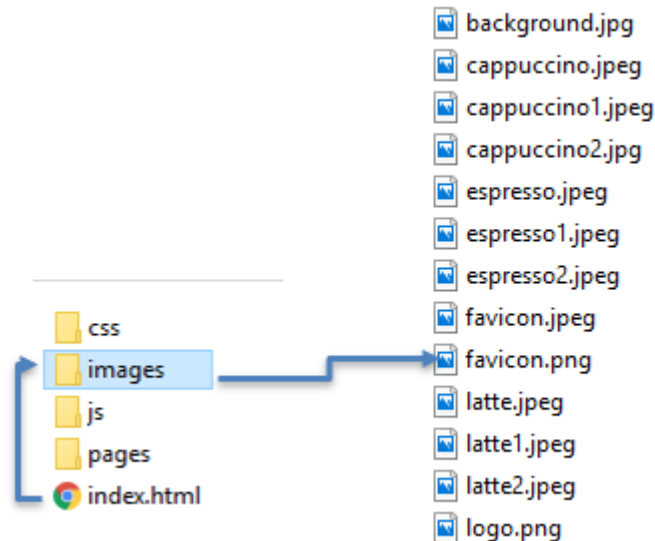 css
images
js
pages
index.html
background.jpg
cappuccino.jpeg
cappuccino1.jpeg
cappuccino2.jpg
espresso.jpeg
espresso1.jpeg
espresso2.jpeg
favicon.jpeg
favicon.png
latte.jpeg
latte1.jpeg
latte2.jpeg
logo.png